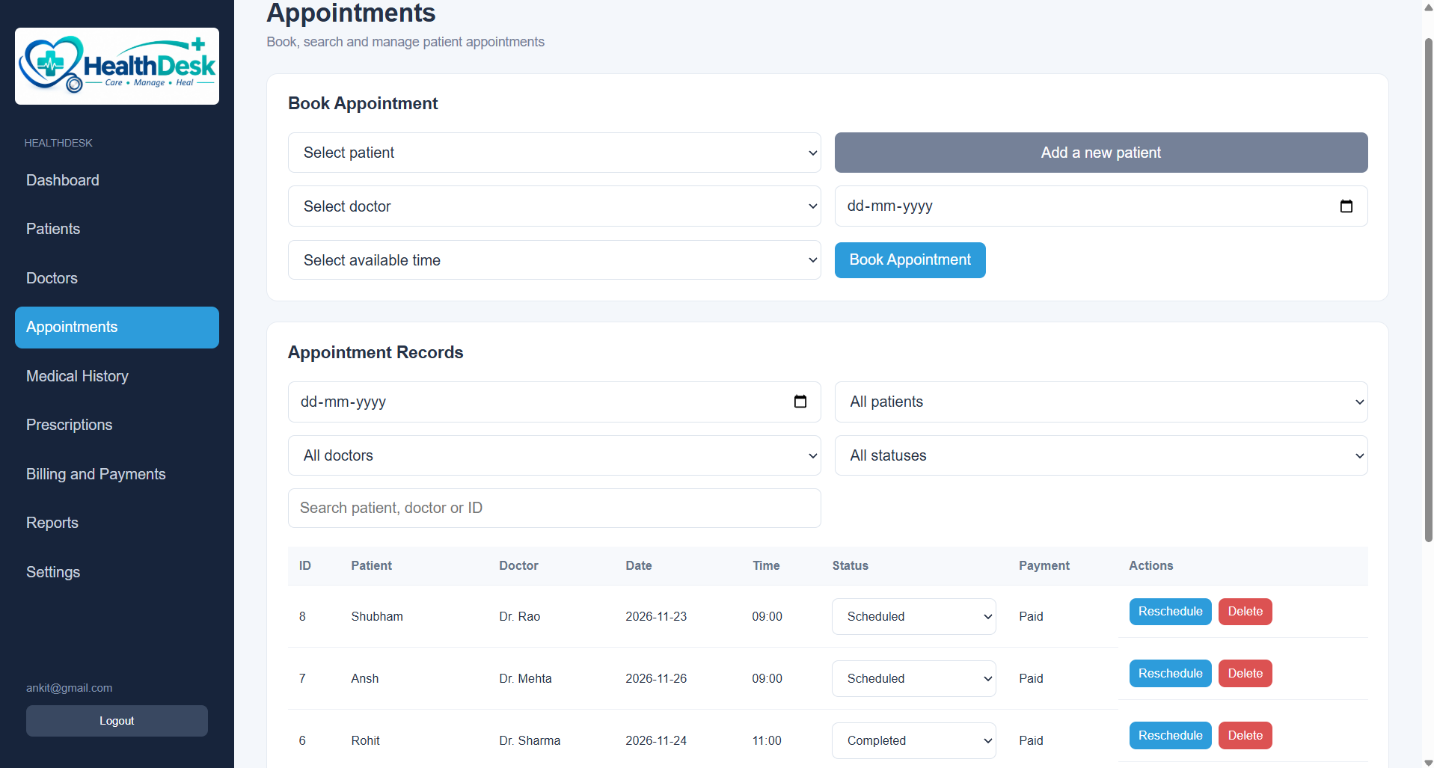 HealthDesk
Care • Manage • Heal
HEALTHDESK
Dashboard
Patients
Doctors
Appointments
Medical History
Prescriptions
Billing and Payments
Reports
Settings
ankit@gmail.com
Logout
Appointments
Book, search and manage patient appointments
Book Appointment
Select patient Add a new patient
Select doctor dd-mm-yyyy
Select available time Book Appointment
Appointment Records
dd-mm-yyyy All patients
All doctors All statuses
Search patient, doctor or ID
ID Patient Doctor Date Time Status Payment Actions
8 Shubham Dr. Rao 2026-11-23 09:00 Scheduled Paid Reschedule Delete
7 Ansh Dr. Mehta 2026-11-26 09:00 Scheduled Paid Reschedule Delete
6 Rohit Dr. Sharma 2026-11-24 11:00 Completed Paid Reschedule Delete